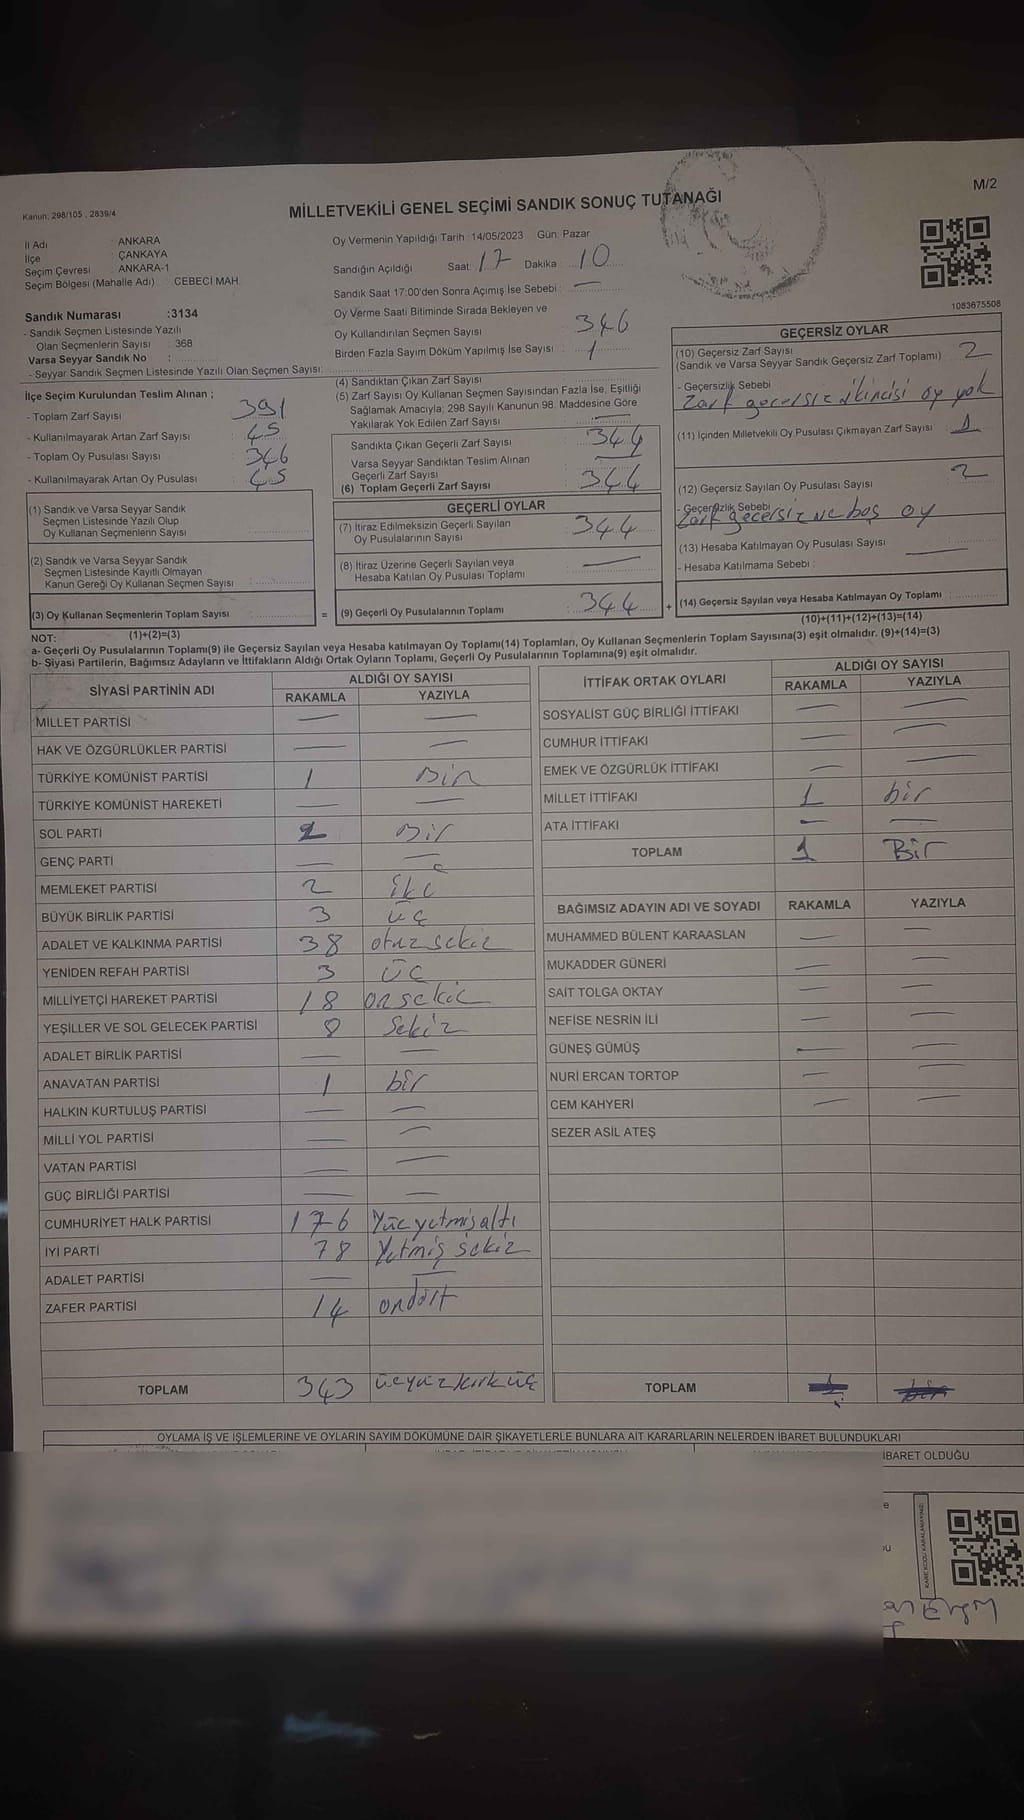 M/2
Kanun: 298/105 , 2839/4
MİLLETVEKİLİ GENEL SEÇİMİ SANDIK SONUÇ TUTANAĞI
İl Adı : ANKARA
İlçe : ÇANKAYA
Seçim Çevresi : ANKARA-1
Seçim Bölgesi (Mahalle Adı) : CEBECİ MAH.
Sandık Numarası :3134
- Sandık Seçmen Listesinde Yazılı
Olan Seçmenlerin Sayısı : 368
Varsa Seyyar Sandık No :
- Seyyar Sandık Seçmen Listesinde Yazılı Olan Seçmen Sayısı:
Oy Vermenin Yapıldığı Tarih :14/05/2023 Gün: Pazar
Sandığın Açıldığı Saat: 17 Dakika : 10
Sandık Saat 17:00'den Sonra Açımış İse Sebebi : —
Oy Verme Saati Bitiminde Sırada Bekleyen ve
Oy Kullandırılan Seçmen Sayısı 346
Birden Fazla Sayım Döküm Yapılmış İse Sayısı : 1
1083675508
İlçe Seçim Kurulundan Teslim Alınan ;
- Toplam Zarf Sayısı : 391
- Kullanılmayarak Artan Zarf Sayısı : 45
- Toplam Oy Pusulası Sayısı : 346
- Kullanılmayarak Artan Oy Pusulası : 45
(1) Sandık ve Varsa Seyyar Sandık
Seçmen Listesinde Yazılı Olup
Oy Kullanan Seçmenlerin Sayısı
(2) Sandık ve Varsa Seyyar Sandık
Seçmen Listesinde Kayıtlı Olmayan
Kanun Gereği Oy Kullanan Seçmen Sayısı
(3) Oy Kullanan Seçmenlerin Toplam Sayısı =
(1)+(2)=(3)
(4) Sandıktan Çıkan Zarf Sayısı
(5) Zarf Sayısı Oy Kullanan Seçmen Sayısından Fazla İse, Eşitliği
Sağlamak Amacıyla; 298 Sayılı Kanunun 98. Maddesine Göre
Yakılarak Yok Edilen Zarf Sayısı : —
Sandıkta Çıkan Geçerli Zarf Sayısı 344
Varsa Seyyar Sandıktan Teslim Alınan
Geçerli Zarf Sayısı —
(6) Toplam Geçerli Zarf Sayısı 344
GEÇERLİ OYLAR
(7) İtiraz Edilmeksizin Geçerli Sayılan
Oy Pusulalarının Sayısı 344
(8) İtiraz Üzerine Geçerli Sayılan veya
Hesaba Katılan Oy Pusulası Toplamı —
(9) Geçerli Oy Pusulalarının Toplamı 344 +
GEÇERSİZ OYLAR
(10) Geçersiz Zarf Sayısı
(Sandık ve Varsa Seyyar Sandık Geçersiz Zarf Toplamı) 2
- Geçersizlik Sebebi
Zarf geçersiz ikincisi oy yok
(11) İçinden Milletvekili Oy Pusulası Çıkmayan Zarf Sayısı 1
(12) Geçersiz Sayılan Oy Pusulası Sayısı 2
- Geçersizlik Sebebi
Zarf geçersiz ve boş oy
(13) Hesaba Katılmayan Oy Pusulası Sayısı —
- Hesaba Katılmama Sebebi
(14) Geçersiz Sayılan veya Hesaba Katılmayan Oy Toplamı
(10)+(11)+(12)+(13)=(14)
NOT:
a- Geçerli Oy Pusulalarının Toplamı(9) ile Geçersiz Sayılan veya Hesaba katılmayan Oy Toplamı(14) Toplamları, Oy Kullanan Seçmenlerin Toplam Sayısına(3) eşit olmalıdır. (9)+(14)=(3)
b- Siyasi Partilerin, Bağımsız Adayların ve İttifakların Aldığı Ortak Oyların Toplamı, Geçerli Oy Pusulalarının Toplamına(9) eşit olmalıdır.
SİYASİ PARTİNİN ADI ALDIĞI OY SAYISI
RAKAMLA YAZIYLA
MİLLET PARTİSİ — —
HAK VE ÖZGÜRLÜKLER PARTİSİ — —
TÜRKİYE KOMÜNİST PARTİSİ 1 Bin
TÜRKİYE KOMÜNİST HAREKETİ — —
SOL PARTİ Bir
GENÇ PARTİ — —
MEMLEKET PARTİSİ 2 iki
BÜYÜK BİRLİK PARTİSİ 3 üç
ADALET VE KALKINMA PARTİSİ 38 otuzsekiz
YENİDEN REFAH PARTİSİ 3 üç
MİLLİYETÇİ HAREKET PARTİSİ 18 onsekiz
YEŞİLLER VE SOL GELECEK PARTİSİ 8 Sekiz
ADALET BİRLİK PARTİSİ — —
ANAVATAN PARTİSİ 1 bir
HALKIN KURTULUŞ PARTİSİ — —
MİLLİ YOL PARTİSİ — —
VATAN PARTİSİ — —
GÜÇ BİRLİĞİ PARTİSİ — —
CUMHURİYET HALK PARTİSİ 176 Yüzyetmişaltı
İYİ PARTİ 78 Yetmiş sekiz
ADALET PARTİSİ — —
ZAFER PARTİSİ 14 ondört
TOPLAM 343 üçyüzkırküç
İTTİFAK ORTAK OYLARI ALDIĞI OY SAYISI
RAKAMLA YAZIYLA
SOSYALİST GÜÇ BİRLİĞİ İTTİFAKI — —
CUMHUR İTTİFAKI — —
EMEK VE ÖZGÜRLÜK İTTİFAKI — —
MİLLET İTTİFAKI 1 bir
ATA İTTİFAKI — —
TOPLAM 1 Bir
BAĞIMSIZ ADAYIN ADI VE SOYADI RAKAMLA YAZIYLA
MUHAMMED BÜLENT KARAASLAN — —
MUKADDER GÜNERİ — —
SAİT TOLGA OKTAY — —
NEFİSE NESRİN İLİ — —
GÜNEŞ GÜMÜŞ — —
NURİ ERCAN TORTOP — —
CEM KAHYERİ — —
SEZER ASİL ATEŞ
TOPLAM 1 bir
OYLAMA İŞ VE İŞLEMLERİNE VE OYLARIN SAYIM DÖKÜMÜNE DAİR ŞİKAYETLERLE BUNLARA AİT KARARLARIN NELERDEN İBARET BULUNDUKLARI
İBARET OLDUĞU